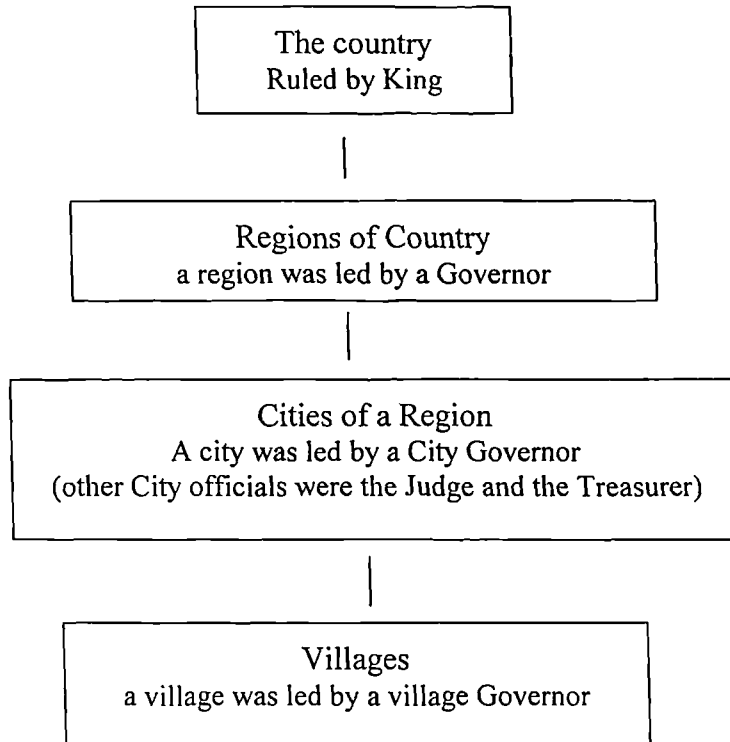 The country
Ruled by King
Regions of Country
a region was led by a Governor
Cities of a Region
A city was led by a City Governor
(other City officials were the Judge and the Treasurer)
Villages
a village was led by a village Governor